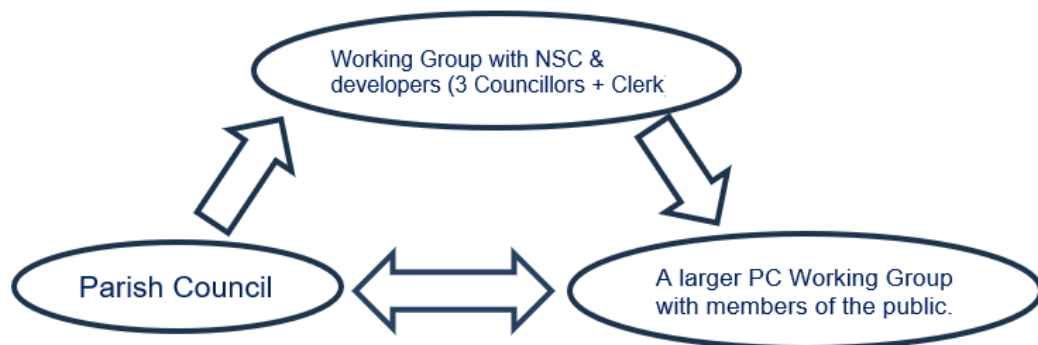 Working Group with NSC &
developers (3 Councillors + Clerk
Parish Council
A larger PC Working Group
with members of the public.